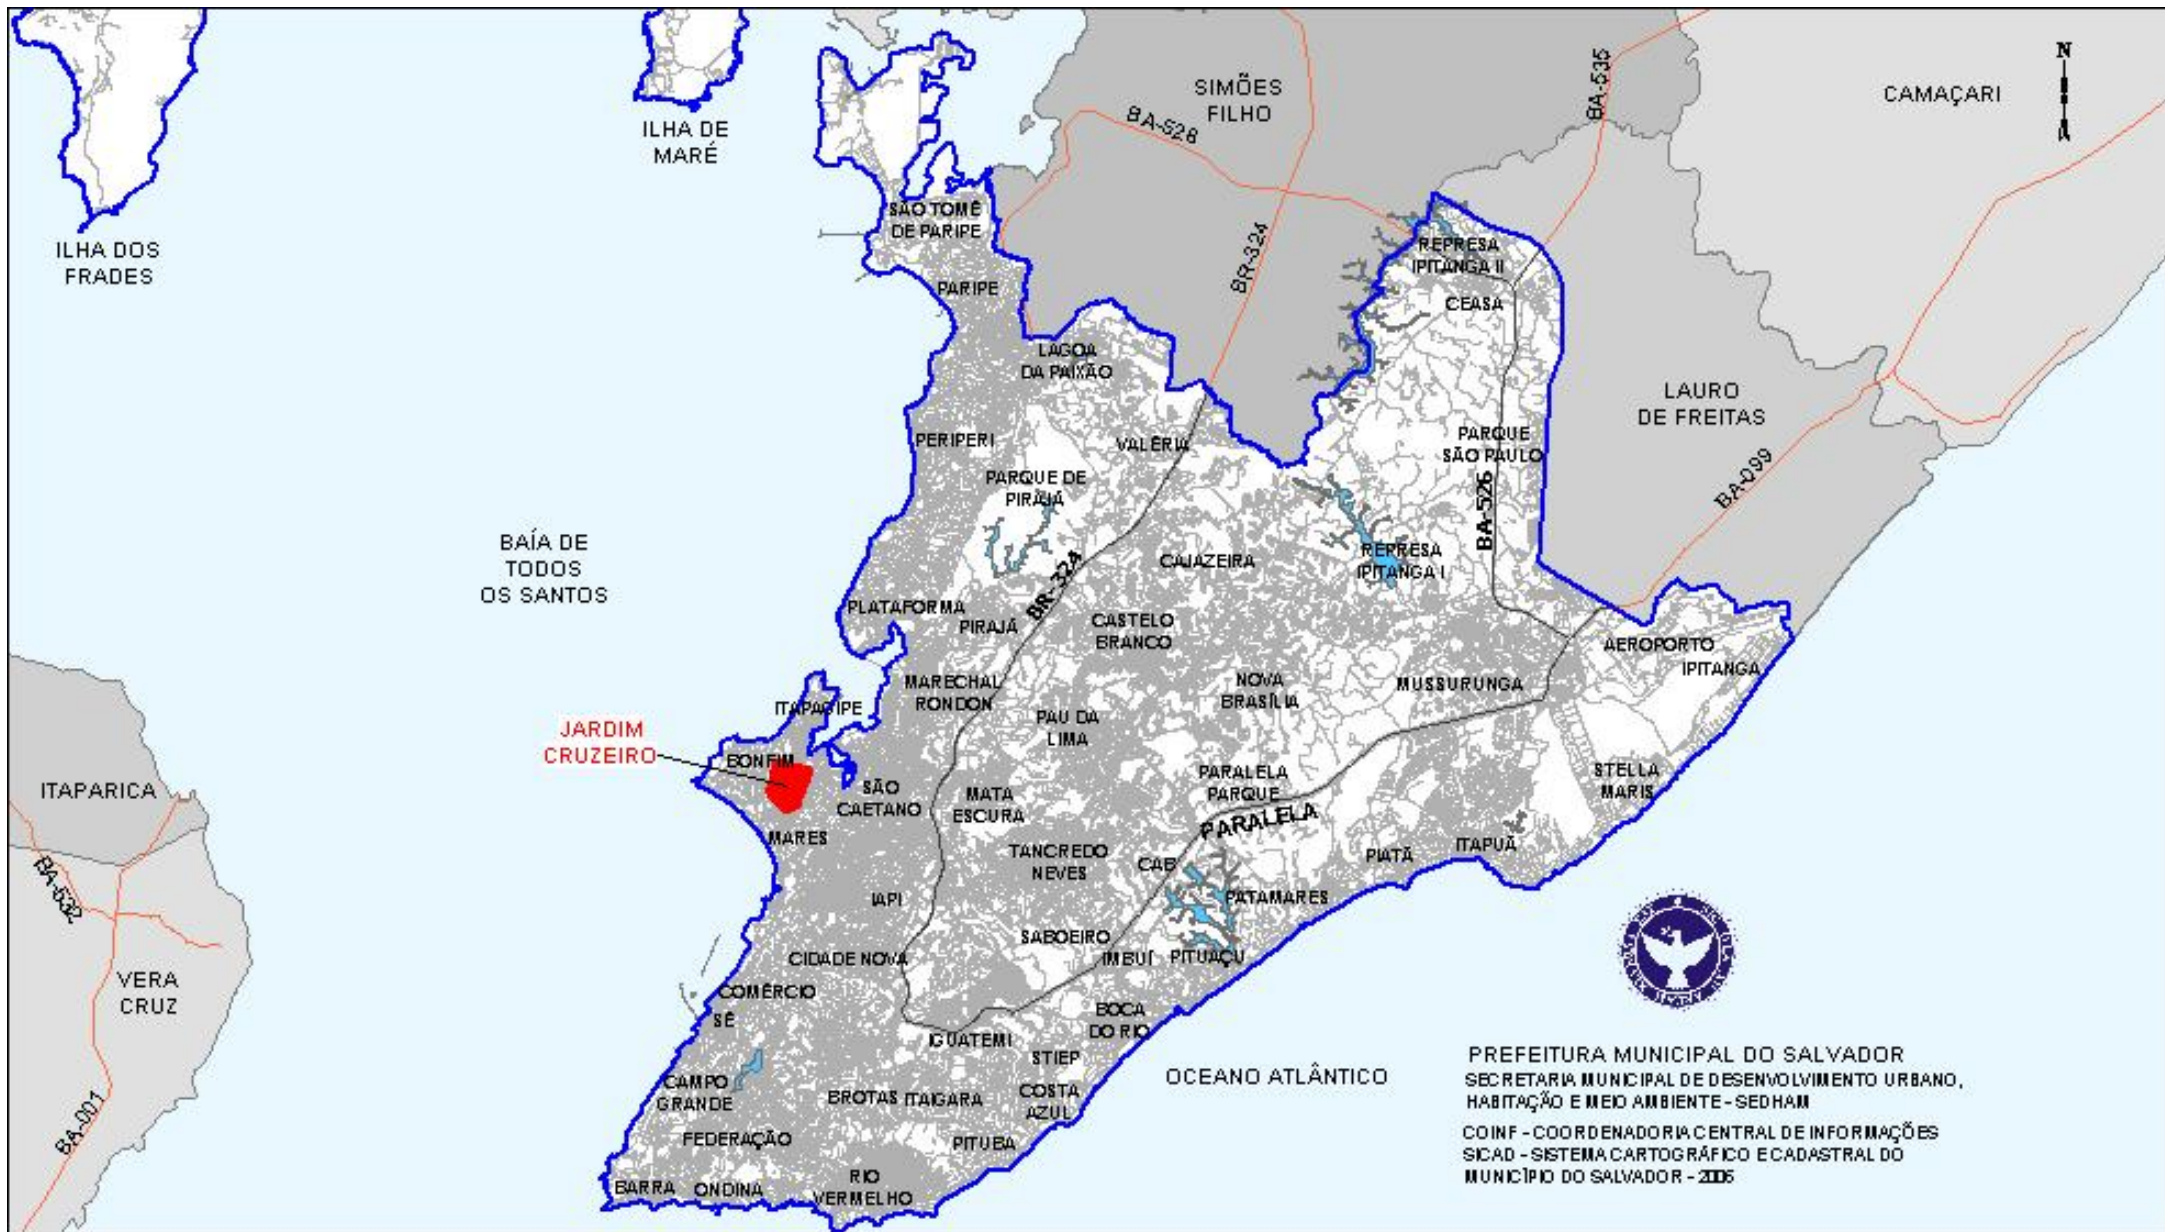 N
SIMÕES
FILHO
CAMAÇARI
BA-535
BA-526
ILHA DE
MARÉ
ILHA DOS
FRADES
SÃO TOMÉ
DE PARIPE
BR-324
REPRESA
IPITANGA II
PARIPE
CEASA
LAGOA
DA PAIXÃO
LAURO
DE FREITAS
PERIPERI
VALÉRIA
PARQUE
SÃO PAULO
PARQUE DE
PIRAJÁ
BA-099
BA-526
BAÍA DE
TODOS
OS SANTOS
CAJAZEIRA
REPRESA
IPITANGA I
BR-324
PLATAFORMA
PIRAJÁ
CASTELO
BRANCO
AEROPORTO
IPITANGA
MARECHAL
RONDON
NOVA
BRASÍLIA
MUSSURUNGA
ITAPAGIPE
PAU DA
LIMA
JARDIM
CRUZEIRO
BONFIM
PARALELA
PARQUE
STELLA
MARIS
ITAPARICA
SÃO
CAETANO
MATA
ESCURA
PARALELA
MARES
ITAPUÃ
TANCREDO
NEVES
CAB
PIATÃ
BA-532
IAPI
PATAMARES
SABOEIRO
IMBUÍ
PITUAÇU
CIDADE NOVA
VERA
CRUZ
COMÉRCIO
SÉ
BOCA
DO RIO
IGUATEMI
STIEP
OCEANO ATLÂNTICO
CAMPO
GRANDE
BROTAS
ITAIGARA
COSTA
AZUL
BA-001
FEDERAÇÃO
PITUBA
BARRA
ONDINA
RIO
VERMELHO
PREFEITURA MUNICIPAL DO SALVADOR
SECRETARIA MUNICIPAL DE DESENVOLVIMENTO URBANO,
HABITAÇÃO E MEIO AMBIENTE - SEDHAM
COINF - COORDENADORIA CENTRAL DE INFORMAÇÕES
SICAD - SISTEMA CARTOGRÁFICO E CADASTRAL DO
MUNICÍPIO DO SALVADOR - 2006